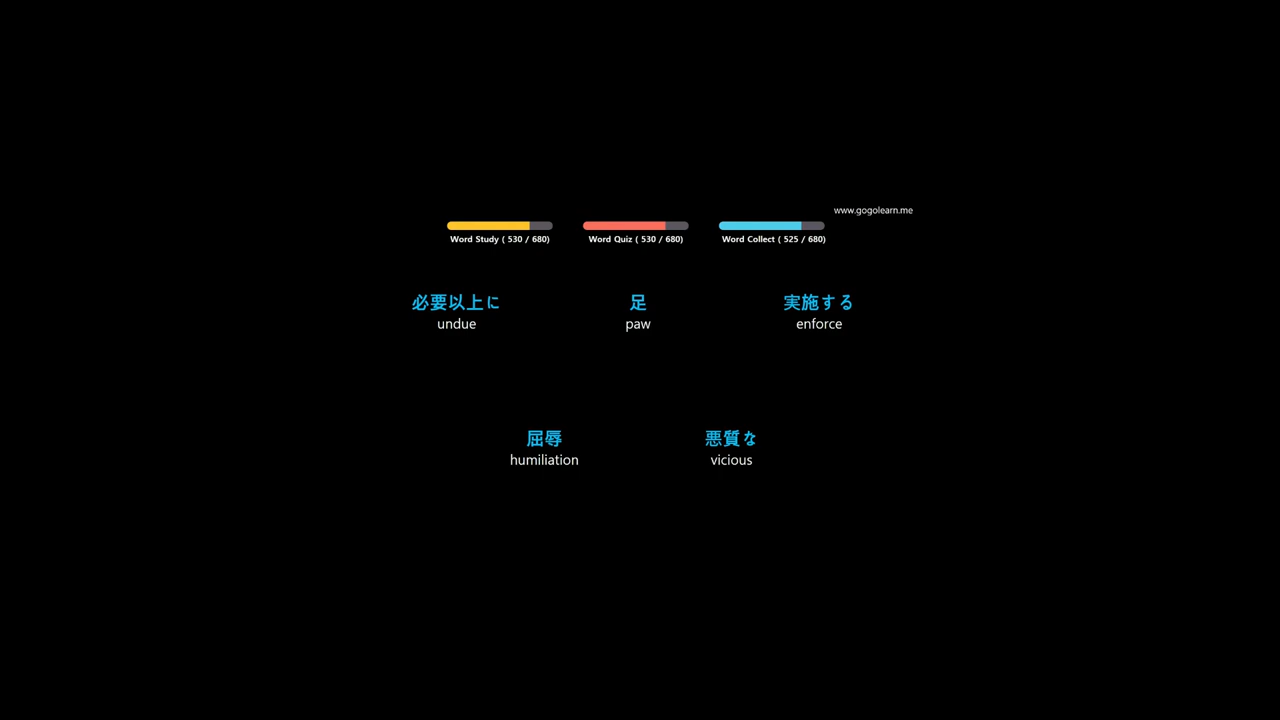 www.gogolearn.me
Word Study ( 530 / 680)
Word Quiz ( 530 / 680)
Word Collect ( 525 / 680)
必要以上に
undue
足
paw
実施する
enforce
屈辱
humiliation
悪質な
vicious